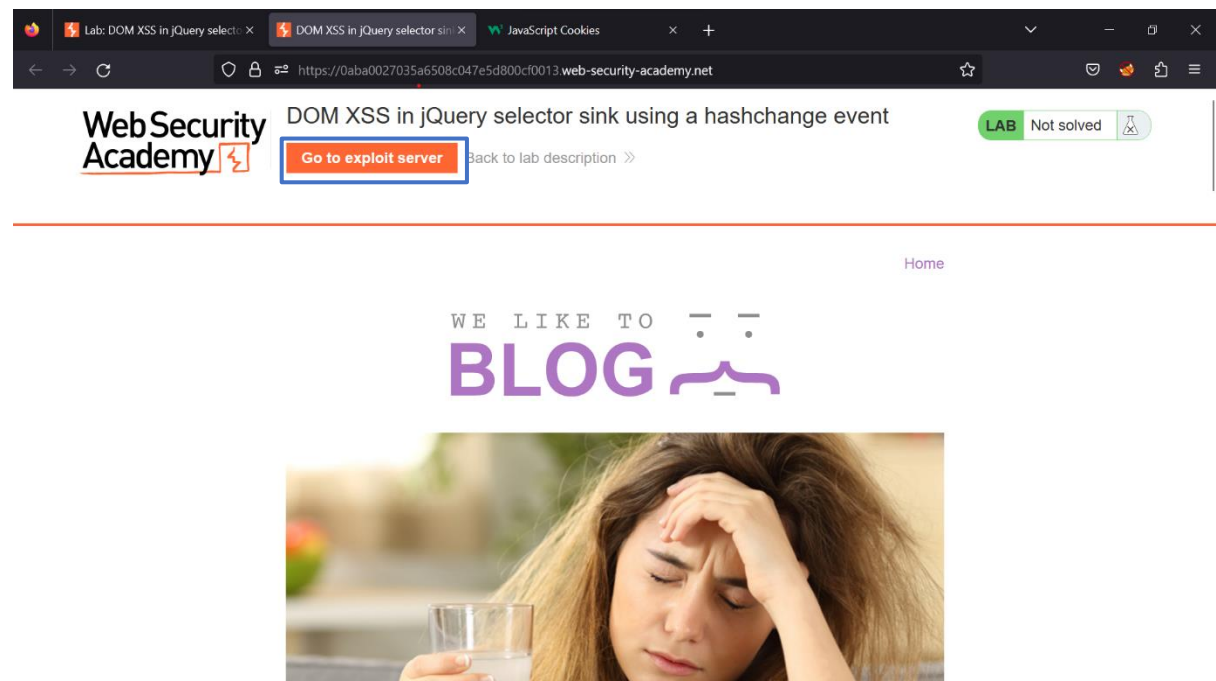 Lab: DOM XSS in jQuery selecto
DOM XSS in jQuery selector sin
JavaScript Cookies
https://0aba0027035a6508c047e5d800cf0013.web-security-academy.net
Web Security
Academy
DOM XSS in jQuery selector sink using a hashchange event
Go to exploit server
Back to lab description
LAB Not solved
Home
WE LIKE TO
BLOG